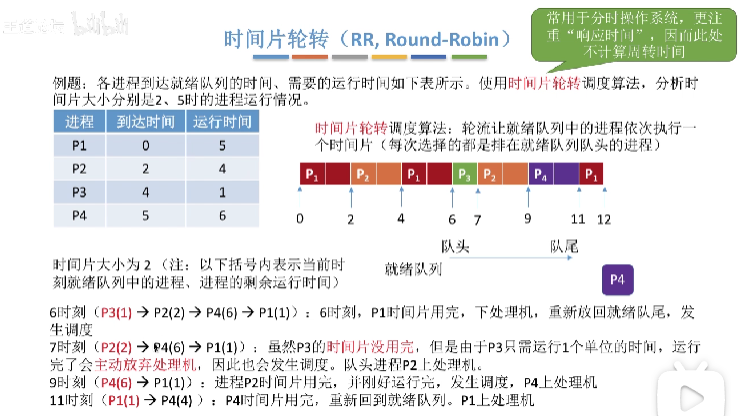 时间片轮转（RR, Round-Robin）
常用于分时操作系统，更注
重“响应时间”，因而此处
不计算周转时间
例题：各进程到达就绪队列的时间、需要的运行时间如下表所示。使用时间片轮转调度算法，分析时
间片大小分别是2、5时的进程运行情况。
进程 到达时间 运行时间
P1 0 5
P2 2 4
P3 4 1
P4 5 6
时间片轮转调度算法：轮流让就绪队列中的进程依次执行一
个时间片（每次选择的都是排在就绪队列队头的进程）
P1 P2 P1 P3 P2 P4 P1
0 2 4 6 7 9 11 12
队头 队尾
就绪队列
P4
时间片大小为 2 （注：以下括号内表示当前时
刻就绪队列中的进程、进程的剩余运行时间）
6时刻（P3(1) → P2(2) → P4(6) → P1(1)）：6时刻，P1时间片用完，下处理机，重新放回就绪队尾，发
生调度
7时刻（P2(2) → P4(6) → P1(1)）：虽然P3的时间片没用完，但是由于P3只需运行1个单位的时间，运行
完了会主动放弃处理机，因此也会发生调度。队头进程P2上处理机。
9时刻（P4(6) → P1(1)）：进程P2时间片用完，并刚好运行完，发生调度，P4上处理机
11时刻（P1(1) → P4(4) ）：P4时间片用完，重新回到就绪队列。P1上处理机